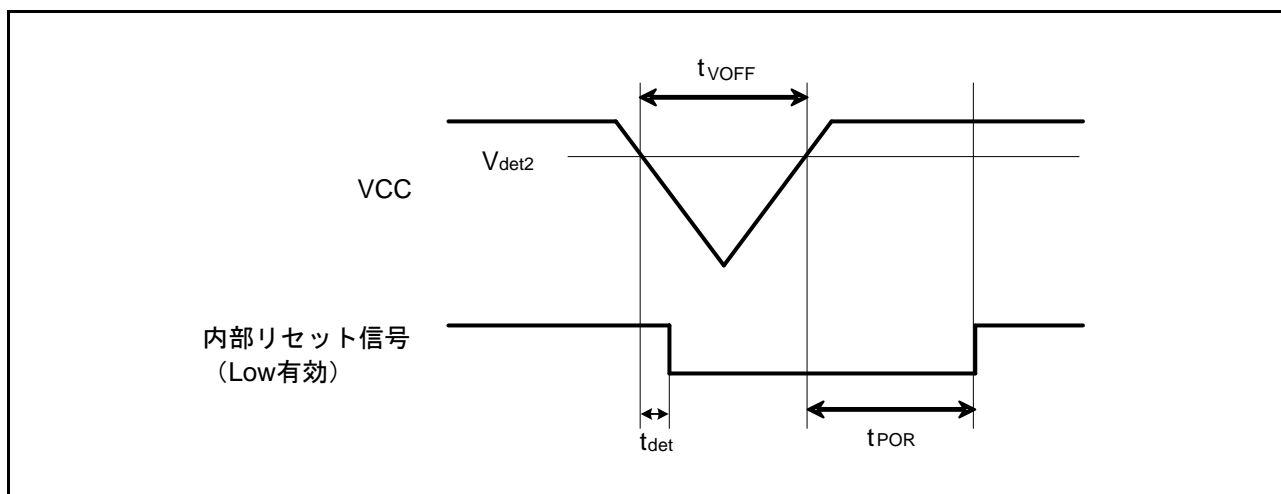 tVOFF
Vdet2
VCC
内部リセット信号
（Low有効）
tdet
tPOR